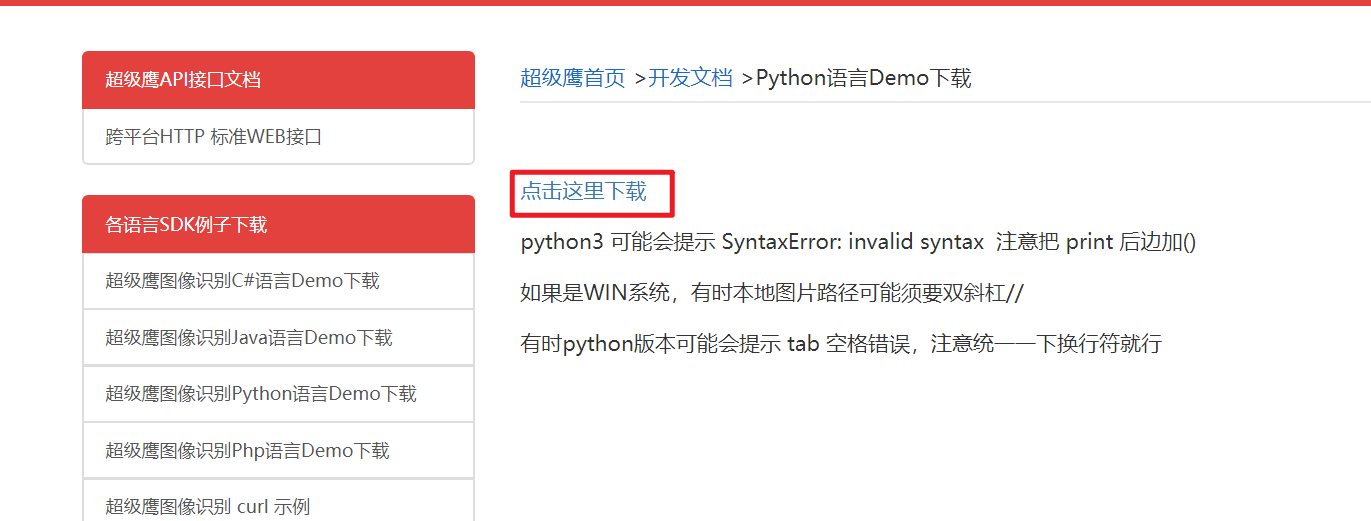 超级鹰API接口文档
跨平台HTTP 标准WEB接口
各语言SDK例子下载
超级鹰图像识别C#语言Demo下载
超级鹰图像识别Java语言Demo下载
超级鹰图像识别Python语言Demo下载
超级鹰图像识别Php语言Demo下载
超级鹰图像识别 curl 示例
超级鹰首页 >开发文档 >Python语言Demo下载
点击这里下载
python3 可能会提示 SyntaxError: invalid syntax 注意把 print 后边加()
如果是WIN系统，有时本地图片路径可能须要双斜杠//
有时python版本可能会提示 tab 空格错误，注意统一一下换行符就行